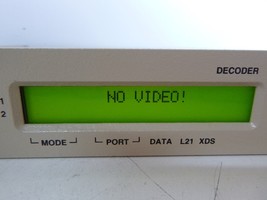 DECODER
NO VIDEO!
1
2
MODE PORT DATA L21 XDS